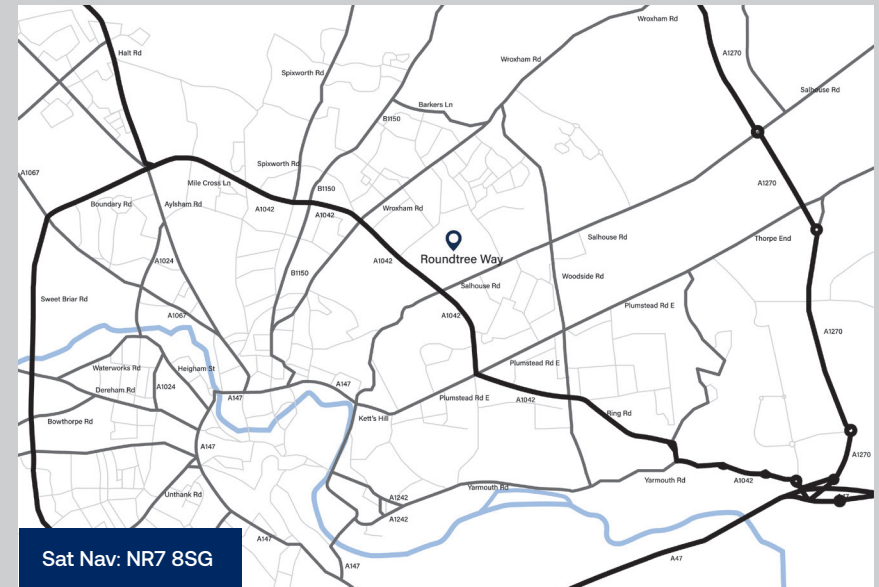 Wroxham Rd
A1270
Halt Rd
Wroxham Rd
Spixworth Rd
Salhouse Rd
Barkers Ln
B1150
Spixworth Rd
A1067
Mile Cross Ln
A1270
B1150
Boundary Rd
Aylsham Rd
A1042
A1042
Wroxham Rd
Salhouse Rd
Thorpe End
A1024
A1042
Roundtree Way
B1150
Woodside Rd
Salhouse Rd
Sweet Briar Rd
Plumstead Rd E
A1067
A1042
A1270
Plumstead Rd E
Waterworks Rd
Heigham St
Dereham Rd
A1024
A147
A147
Plumstead Rd E
A1042
Kett's Hill
Ring Rd
Bowthorpe Rd
A147
A1270
Yarmouth Rd
A1042
Yarmouth Rd
Unthank Rd
A1242
A1242
A147
A47
A147
Sat Nav: NR7 8SG